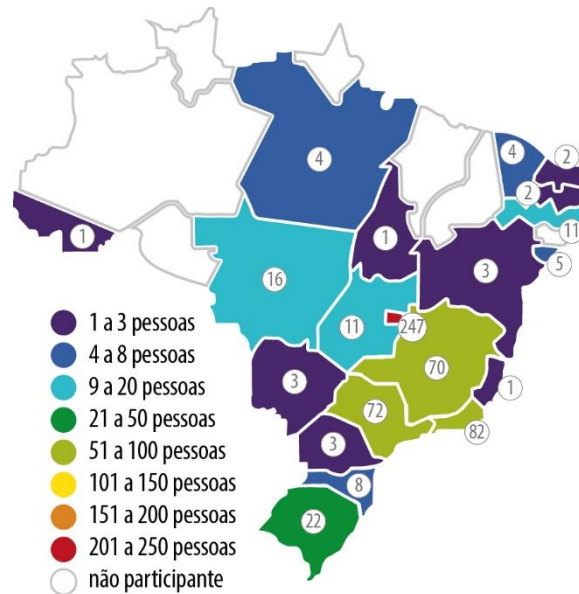 4
4
2
2
11
1
1
5
3
16
11
247
70
3
1
72
82
3
8
22
1 a 3 pessoas
4 a 8 pessoas
9 a 20 pessoas
21 a 50 pessoas
51 a 100 pessoas
101 a 150 pessoas
151 a 200 pessoas
201 a 250 pessoas
não participante